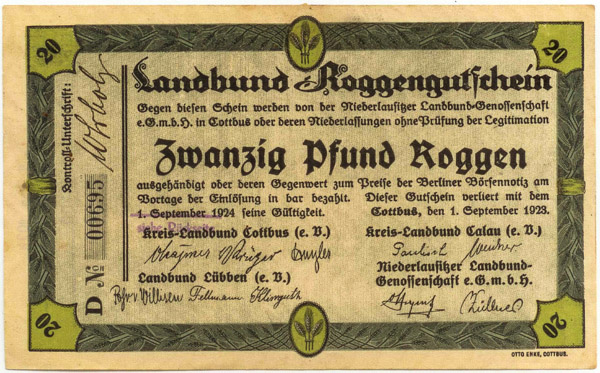 20
20
Landbund-Roggengutschein
Gegen diesen Schein werden von der Niederlausitzer Landbund-Genossenschaft
e.G.m.b.H. in Cottbus oder deren Niederlassungen ohne Prüfung der Legitimation
Zwanzig Pfund Roggen
ausgehändigt oder deren Gegenwert zum Preise der Berliner Börsennotiz am
Vortage der Einlösung in bar bezahlt. Dieser Gutschein verliert mit dem
1. September 1924 seine Gültigkeit.
Cottbus, den 1. September 1923.
Kreis-Landbund Cottbus (e. V.)
Kreis-Landbund Calau (e. V.)
Krüger
Landbund Lübben (e. V.)
Niederlausitzer Landbund-
Genossenschaft e.G.m.b.H.
Fellmann
Kontroll-Unterschrift:
D № 00695
20
20
OTTO ENKE, COTTBUS.